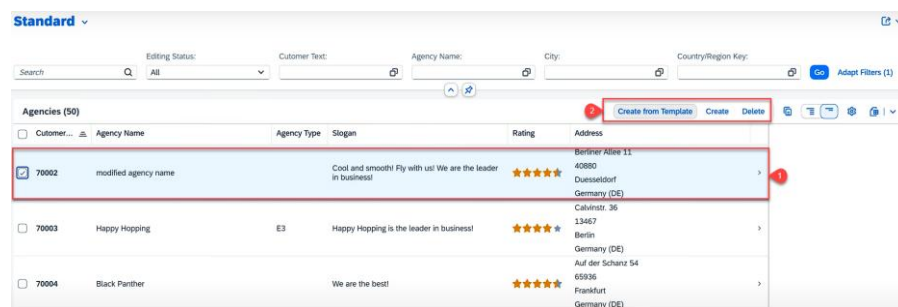 Standard
Editing Status:
Cutomer Text:
Agency Name:
City:
Country/Region Key:
Search
All
Go
Adapt Filters (1)
Agencies (50)
2
Create from Template
Create
Delete
Cutomer...
Agency Name
Agency Type
Slogan
Rating
Address
70002
modified agency name
Cool and smooth! Fly with us! We are the leader
in business!
Berliner Allee 11
40880
Duesseldorf
Germany (DE)
1
70003
Happy Hopping
E3
Happy Hopping is the leader in business!
Calvinstr. 36
13467
Berlin
Germany (DE)
70004
Black Panther
We are the best!
Auf der Schanz 54
65936
Frankfurt
Germany (DE)